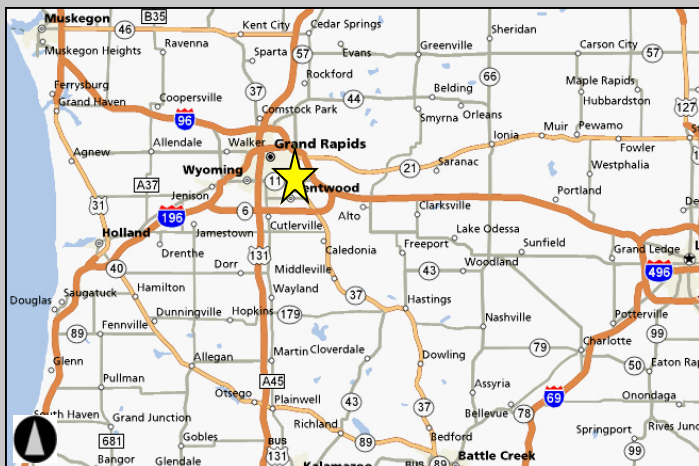 Muskegon
B35
46
Kent City
Cedar Springs
Sheridan
Muskegon Heights
Ravenna
Evans
Greenville
Carson City
57
57
Sparta
Rockford
66
Ferrysburg
Grand Haven
Coopersville
37
44
Belding
Maple Rapids
Hubbardston
127
96
Comstock Park
Smyrna
Orleans
Allendale
Walker
Grand Rapids
Ionia
Muir
Pewamo
Fowler
Agnew
Wyoming
11
21
Saranac
Westphalia
A37
Jenison
entwood
Portland
31
196
6
Alto
Clarksville
Holland
Jamestown
Cutlerville
Lake Odessa
Drenthe
131
Caledonia
Freeport
Sunfield
Grand Ledge
40
Dorr
Middleville
43
Woodland
496
Douglas
Saugatuck
Hamilton
Wayland
37
Hastings
Dunningville
Hopkins
179
Nashville
Potterville
89
Fennville
99
Charlotte
Glenn
Allegan
Martin
Cloverdale
Dowling
79
50
Eaton Rap
Pullman
A45
Assyria
69
Onondaga
Otsego
Plainwell
43
37
Bellevue
78
South Haven
Grand Junction
Richland
Springport
Rives Junc
681
Gobles
BUS
131
89
Bedford
99
Bangor
Glendale
Kalamazoo
BUS
89
Battle Creek